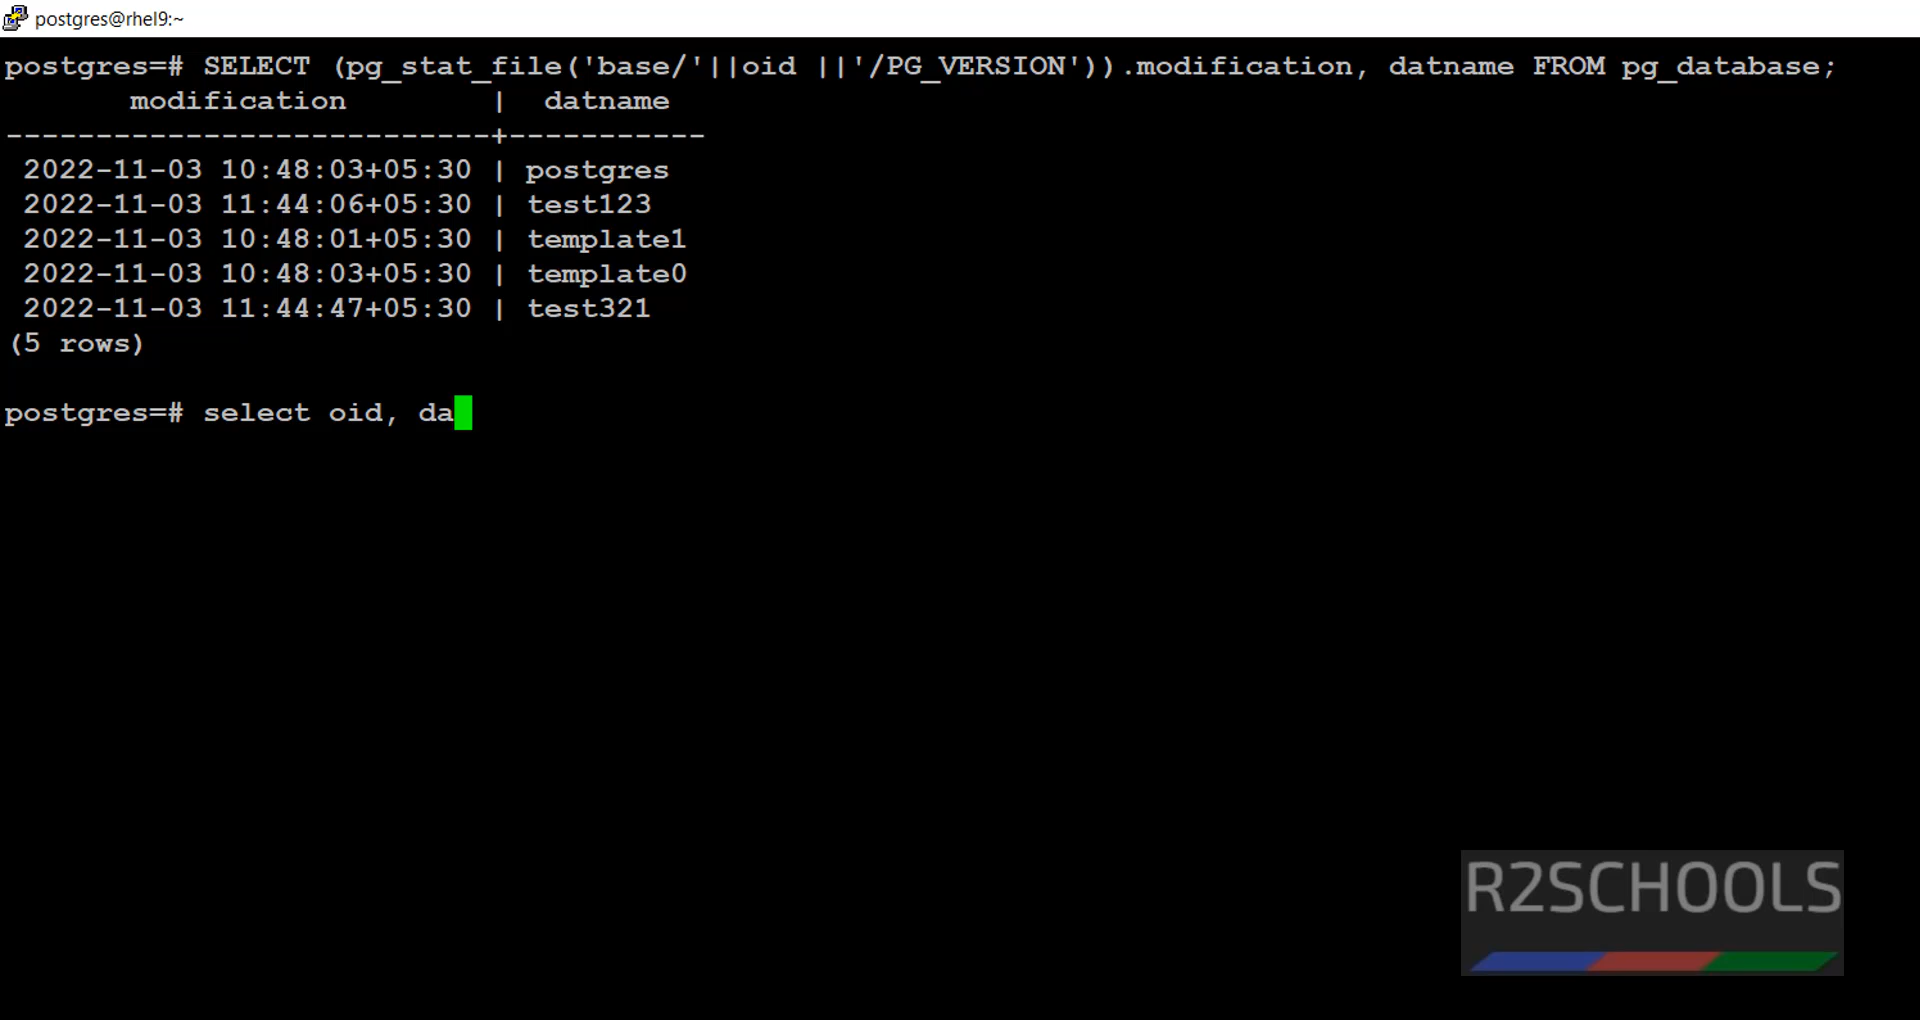 postgres@rhel9:~
postgres=# SELECT (pg_stat_file('base/'||oid ||'/PG_VERSION')).modification, datname FROM pg_database;
        modification        |  datname
---------------------------+-----------
 2022-11-03 10:48:03+05:30 | postgres
 2022-11-03 11:44:06+05:30 | test123
 2022-11-03 10:48:01+05:30 | template1
 2022-11-03 10:48:03+05:30 | template0
 2022-11-03 11:44:47+05:30 | test321
(5 rows)
postgres=# select oid, da
R2SCHOOLS